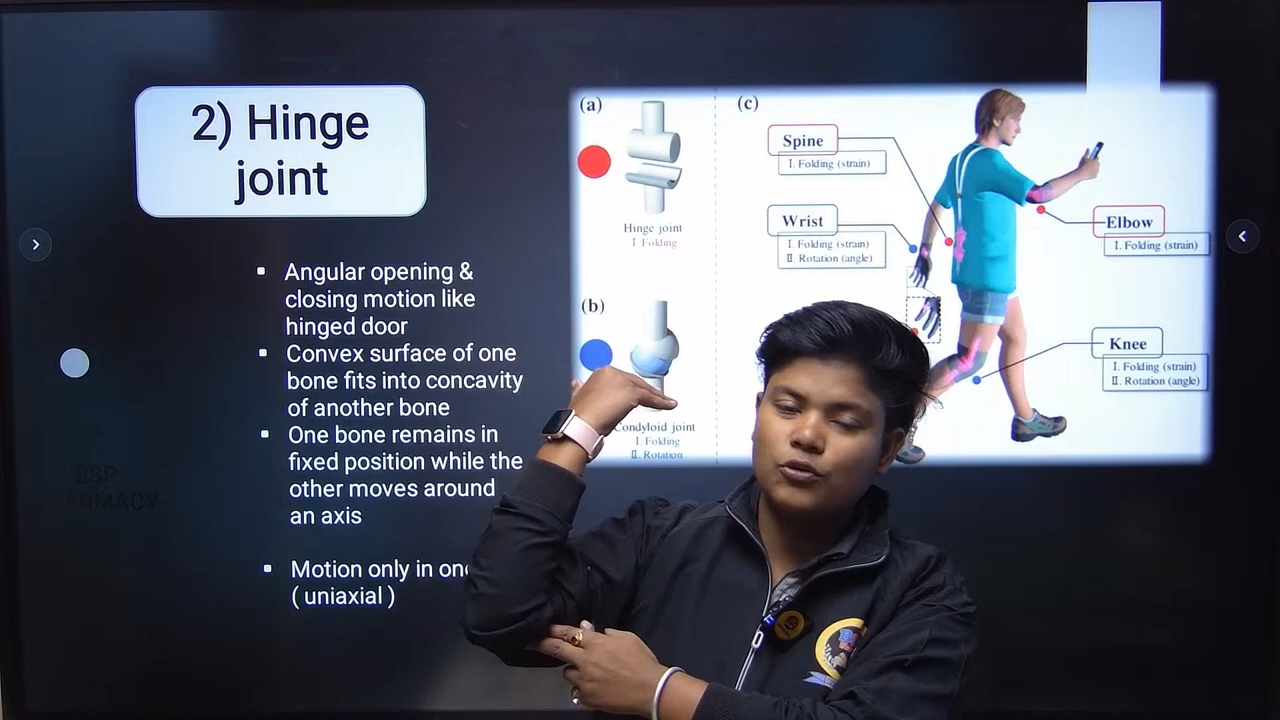 2) Hinge
joint
Angular opening &
closing motion like
hinged door
Convex surface of one
bone fits into concavity
of another bone
One bone remains in
fixed position while the
other moves around
an axis
Motion only in one
( uniaxial )
BSP
PHARMACY
(a)
Hinge joint
I. Folding
(b)
Condyloid joint
I. Folding
II. Rotation
(c)
Spine
I. Folding (strain)
Wrist
I. Folding (strain)
II. Rotation (angle)
Elbow
I. Folding (strain)
Knee
I. Folding (strain)
II. Rotation (angle)